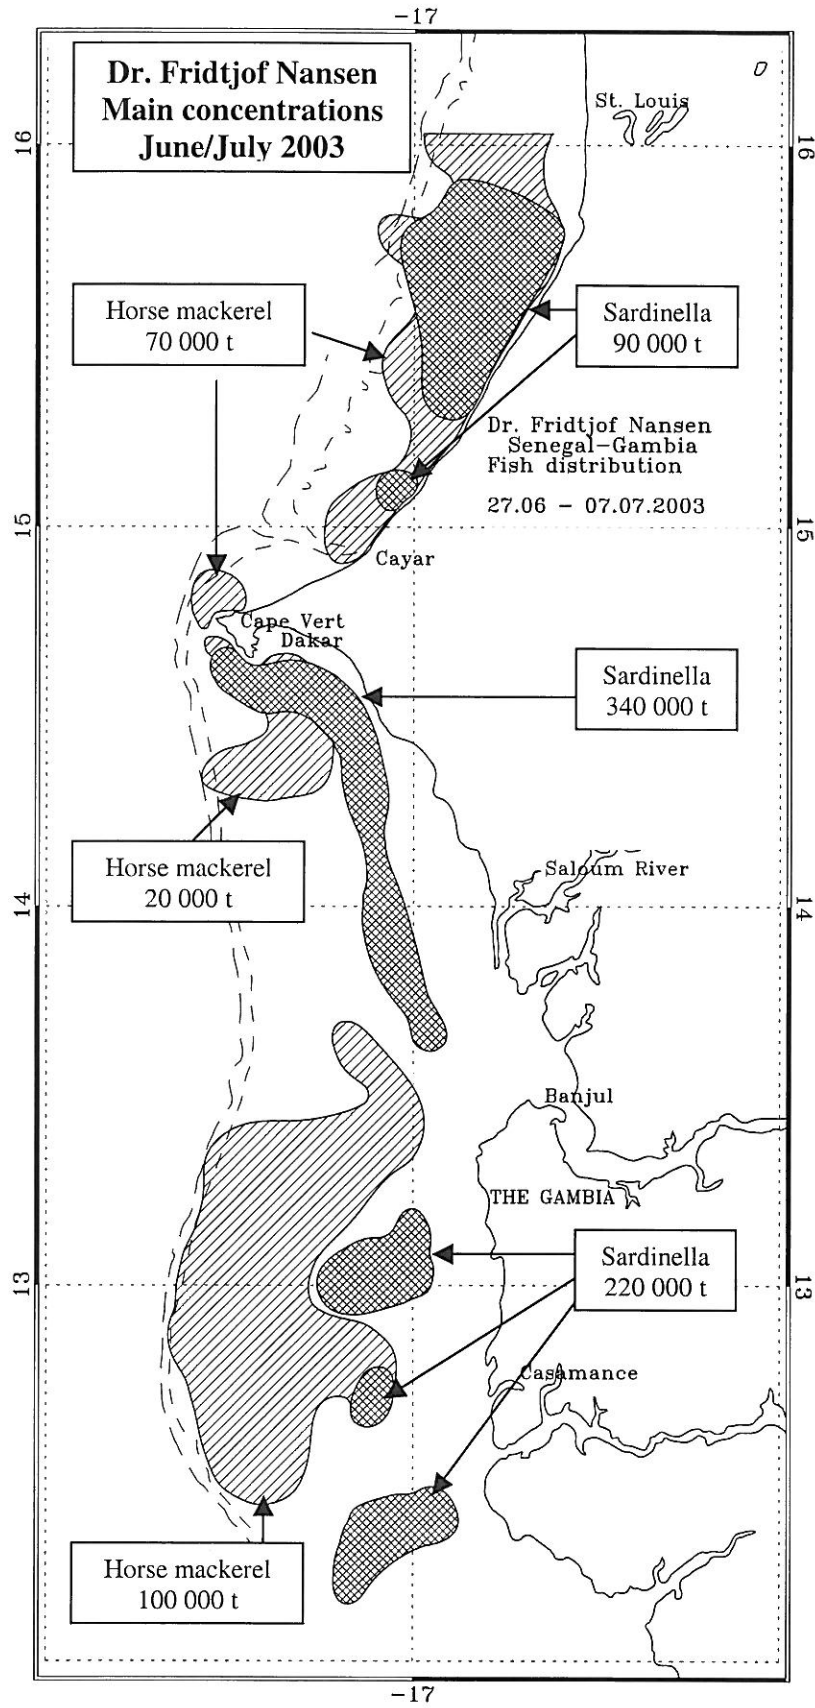 -17
Dr. Fridtjof Nansen
Main concentrations
June/July 2003
St. Louis
16
16
Horse mackerel
70 000 t
Sardinella
90 000 t
Dr. Fridtjof Nansen
Senegal-Gambia
Fish distribution
27.06 - 07.07.2003
15
15
Cayar
Cape Vert
Dakar
Sardinella
340 000 t
Horse mackerel
20 000 t
Saloum River
14
14
Banjul
THE GAMBIA
Sardinella
220 000 t
13
13
Casamance
Horse mackerel
100 000 t
-17